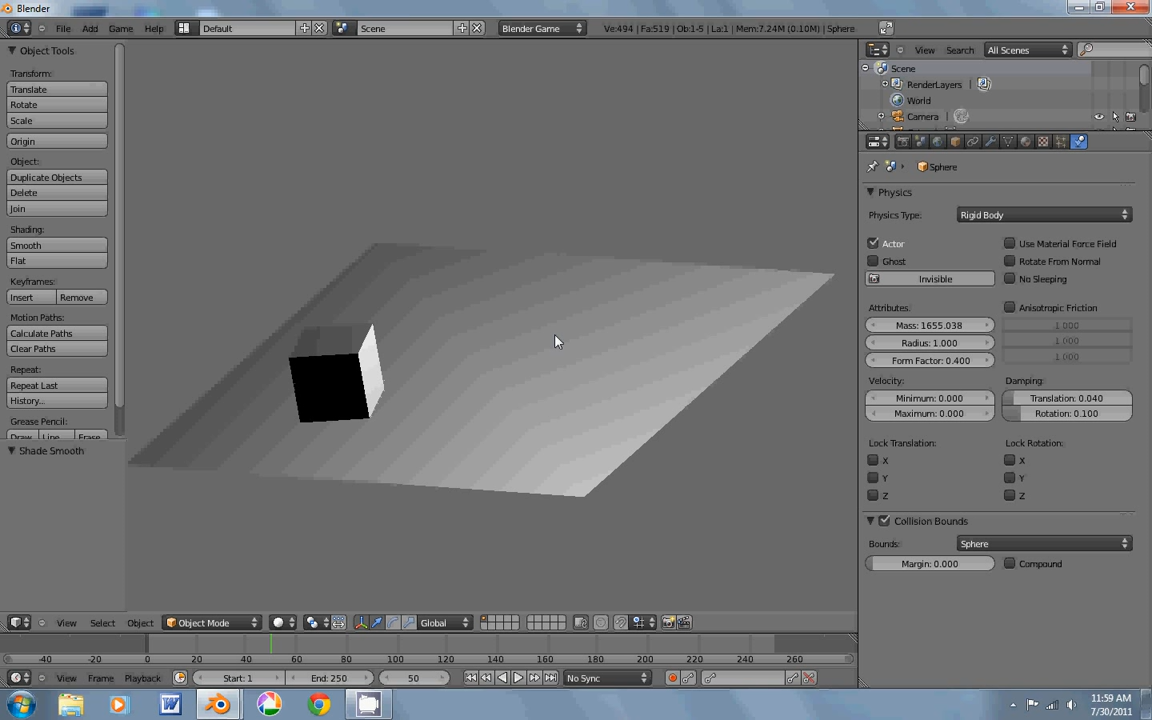 Blender
File Add Game Help Default Scene Blender Game Ve:494 | Fa:519 | Ob:1-5 | La:1 | Mem:7.24M (0.10M) | Sphere
Object Tools
Transform:
Translate
Rotate
Scale
Origin
Object:
Duplicate Objects
Delete
Join
Shading:
Smooth
Flat
Keyframes:
Insert Remove
Motion Paths:
Calculate Paths
Clear Paths
Repeat:
Repeat Last
History...
Grease Pencil:
Draw Line Erase
Shade Smooth
View Search All Scenes
Scene
RenderLayers
World
Camera
Sphere
Physics
Physics Type: Rigid Body
Actor Use Material Force Field
Ghost Rotate From Normal
Invisible No Sleeping
Attributes: Anisotropic Friction
Mass: 1655.038 1.000
Radius: 1.000 1.000
Form Factor: 0.400 1.000
Velocity: Damping:
Minimum: 0.000 Translation: 0.040
Maximum: 0.000 Rotation: 0.100
Lock Translation: Lock Rotation:
X X
Y Y
Z Z
Collision Bounds
Bounds: Sphere
Margin: 0.000 Compound
View Select Object Object Mode Global
-40 -20 0 20 40 60 80 100 120 140 160 180 200 220 240 260
View Frame Playback Start: 1 End: 250 50 No Sync
11:59 AM
7/30/2011